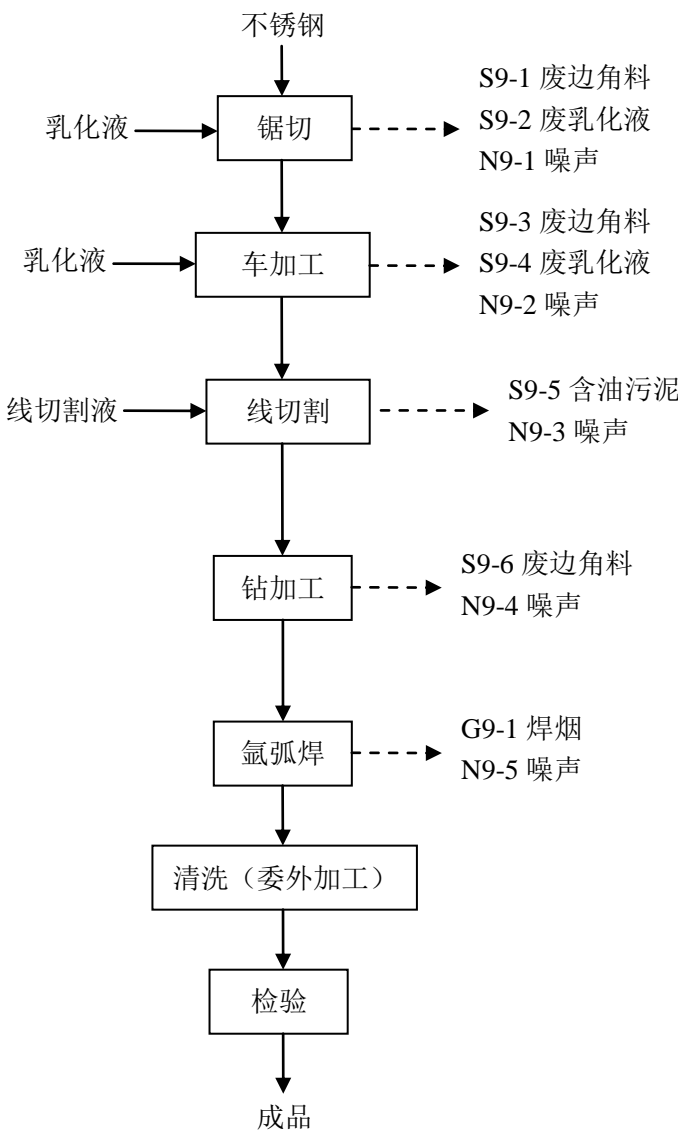 不锈钢
乳化液
锯切
S9-1 废边角料
S9-2 废乳化液
N9-1 噪声
乳化液
车加工
S9-3 废边角料
S9-4 废乳化液
N9-2 噪声
线切割液
线切割
S9-5 含油污泥
N9-3 噪声
钻加工
S9-6 废边角料
N9-4 噪声
氩弧焊
G9-1 焊烟
N9-5 噪声
清洗（委外加工）
检验
成品